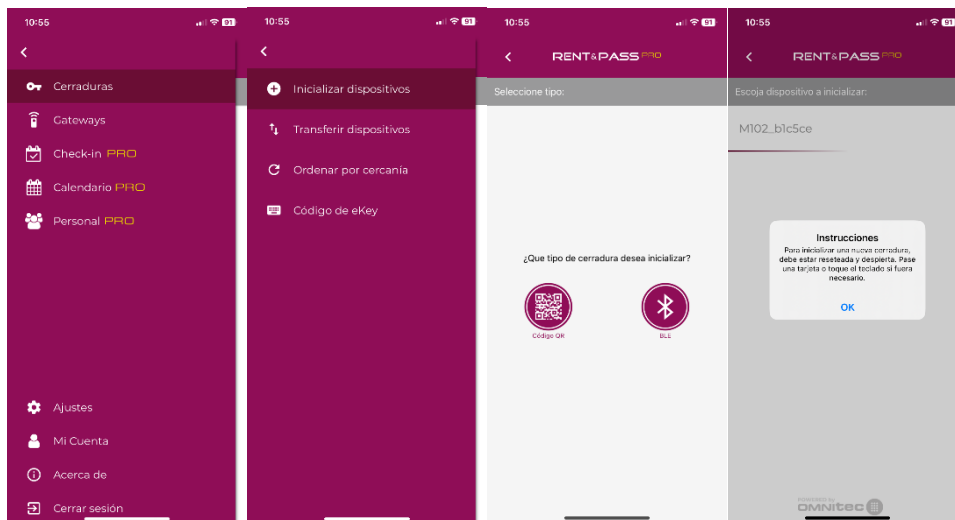 10:55
91
Cerraduras
Gateways
Check-in PRO
Calendario PRO
Personal PRO
Ajustes
Mi Cuenta
Acerca de
Cerrar sesión
10:55
91
Inicializar dispositivos
Transferir dispositivos
Ordenar por cercanía
Código de eKey
10:55
91
RENT&PASS PRO
Seleccione tipo:
¿Que tipo de cerradura desea inicializar?
Código QR
BLE
10:55
91
RENT&PASS PRO
Escoja dispositivo a inicializar:
M102_b1c5ce
Instrucciones
Para inicializar una nueva cerradura,
debe estar reseteada y despierta. Pase
una tarjeta o toque el teclado si fuera
necesario.
OK
POWERED BY
OMNITEC